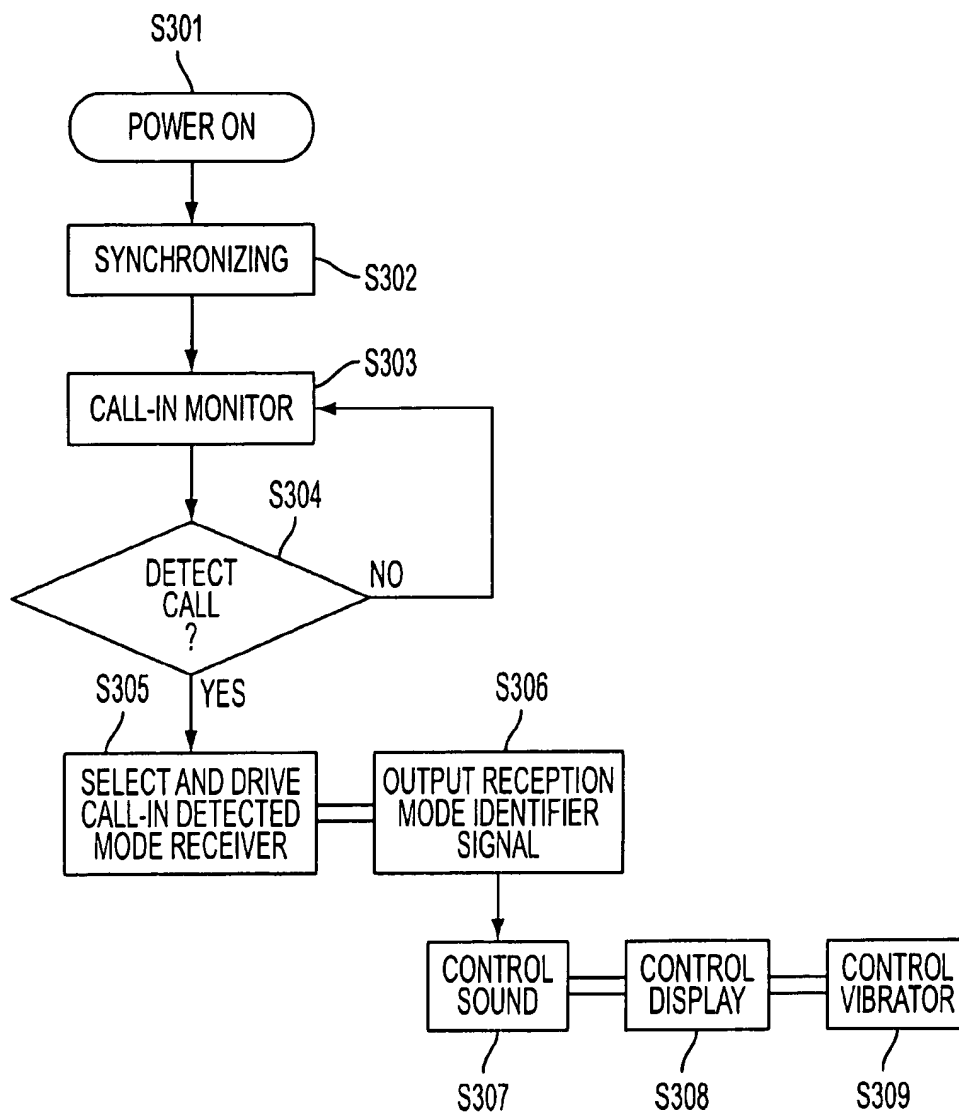 S301
POWER ON
SYNCHRONIZING
S302
S303
CALL-IN MONITOR
S304
DETECT
CALL
?
NO
YES
S305
SELECT AND DRIVE
CALL-IN DETECTED
MODE RECEIVER
S306
OUTPUT RECEPTION
MODE IDENTIFIER
SIGNAL
CONTROL
SOUND
S307
CONTROL
DISPLAY
S308
CONTROL
VIBRATOR
S309